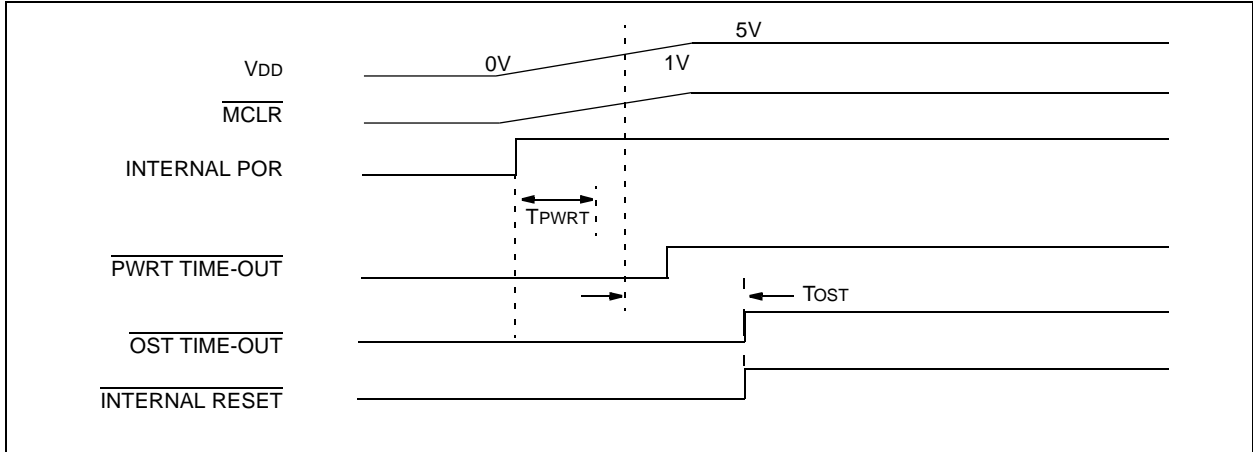 5V
VDD
0V
1V
MCLR
INTERNAL POR
TPWRT
PWRT TIME-OUT
TOST
OST TIME-OUT
INTERNAL RESET